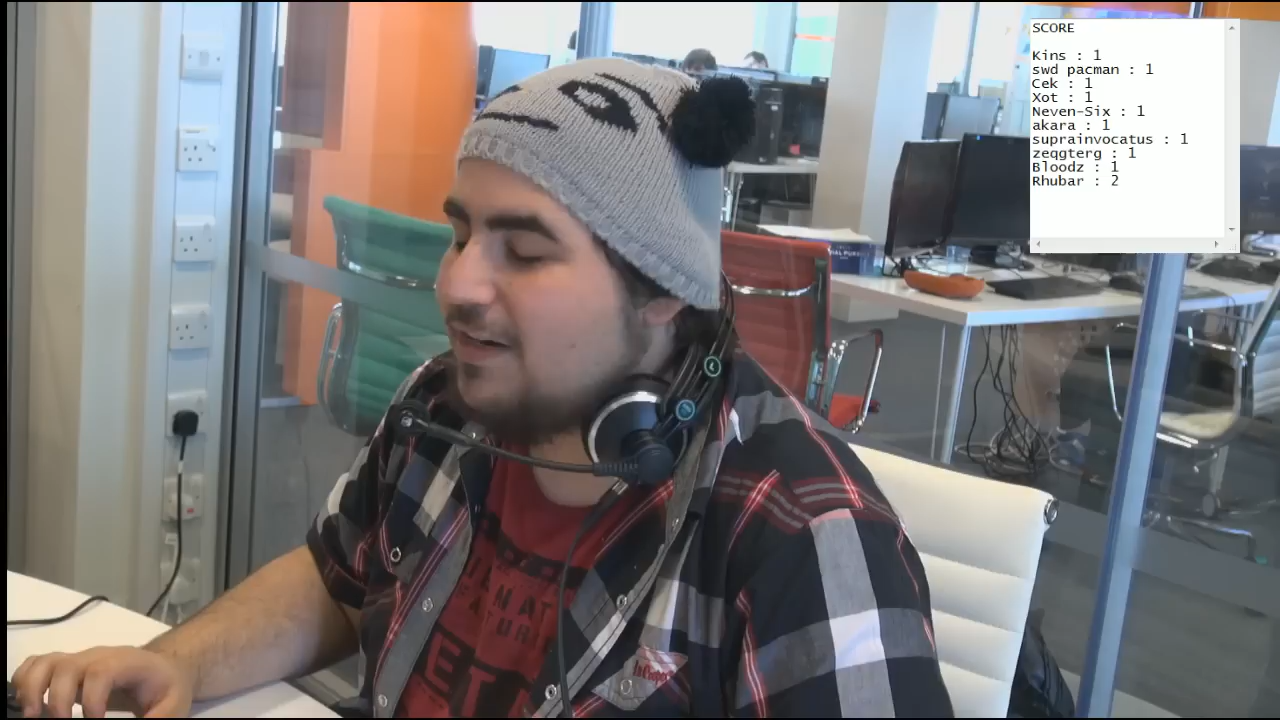 SCORE
Kins : 1
swd pacman : 1
Cek : 1
Xot : 1
Neven-Six : 1
akara : 1
suprainvocatus : 1
zeqgterg : 1
Bloodz : 1
Rhubar : 2